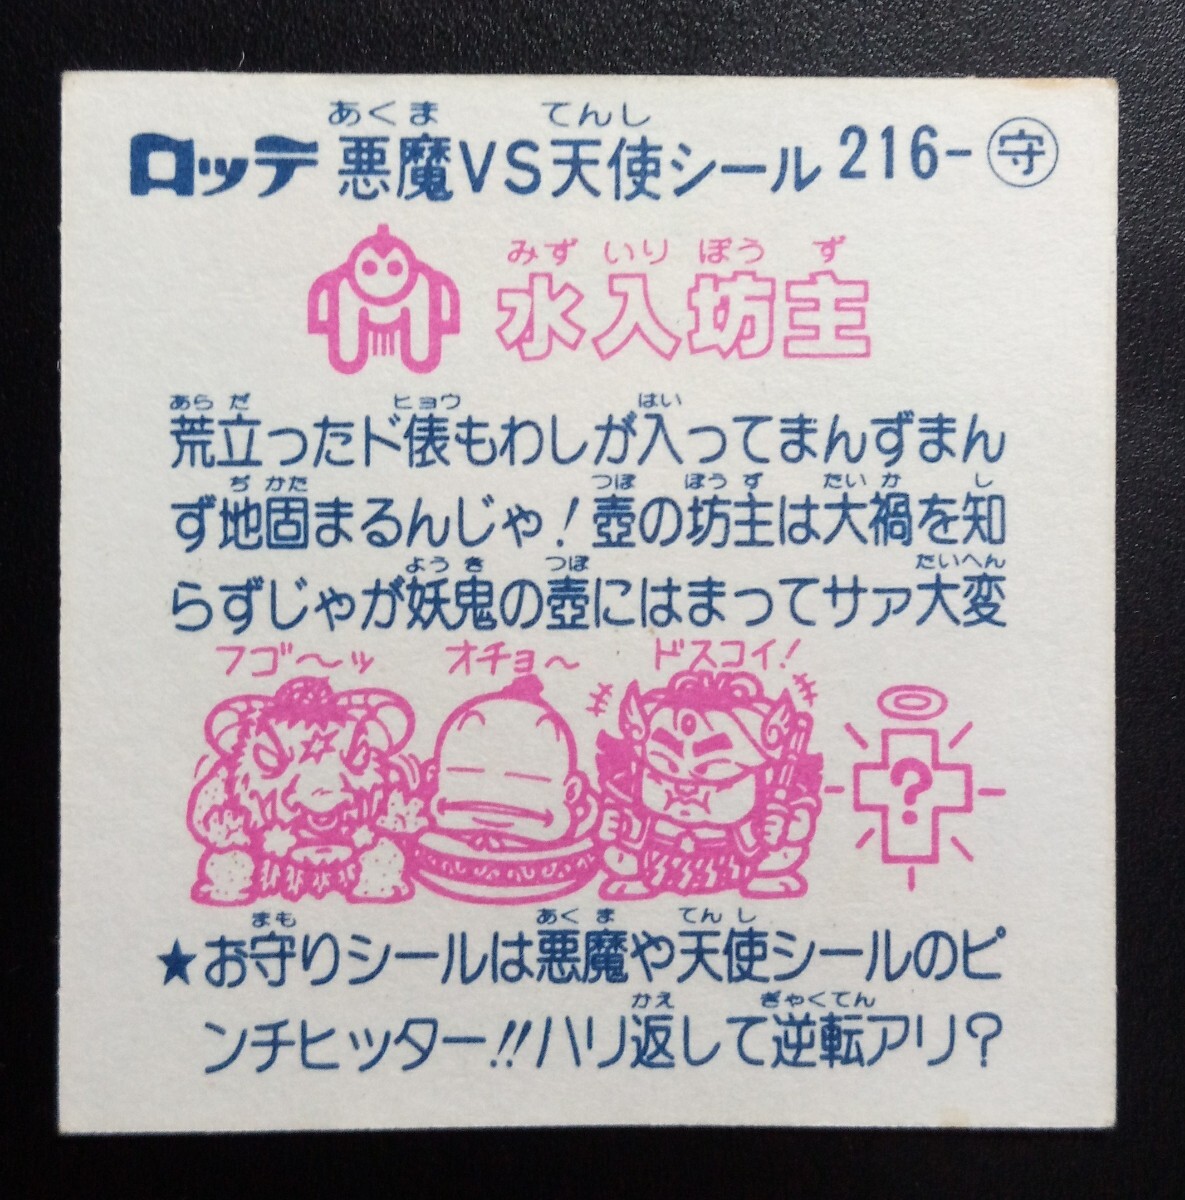 あくま てんし
ロッテ 悪魔VS天使シール 216-守
みず いり ぼう ず
水入坊主
あら だ ヒョウ はい
荒立ったド俵もわしが入ってまんずまん
ぢ かた つぼ ぼう ず たい か し
ず地固まるんじゃ!壺の坊主は大禍を知
よう き つぼ たいへん
らずじゃが妖鬼の壺にはまってサァ大変
フゴ〜ッ オチョ〜 ドスコイ!
?
まも あく ま てん し
★お守りシールは悪魔や天使シールのピ
かえ ぎゃくてん
ンチヒッター!!ハリ返して逆転アリ?